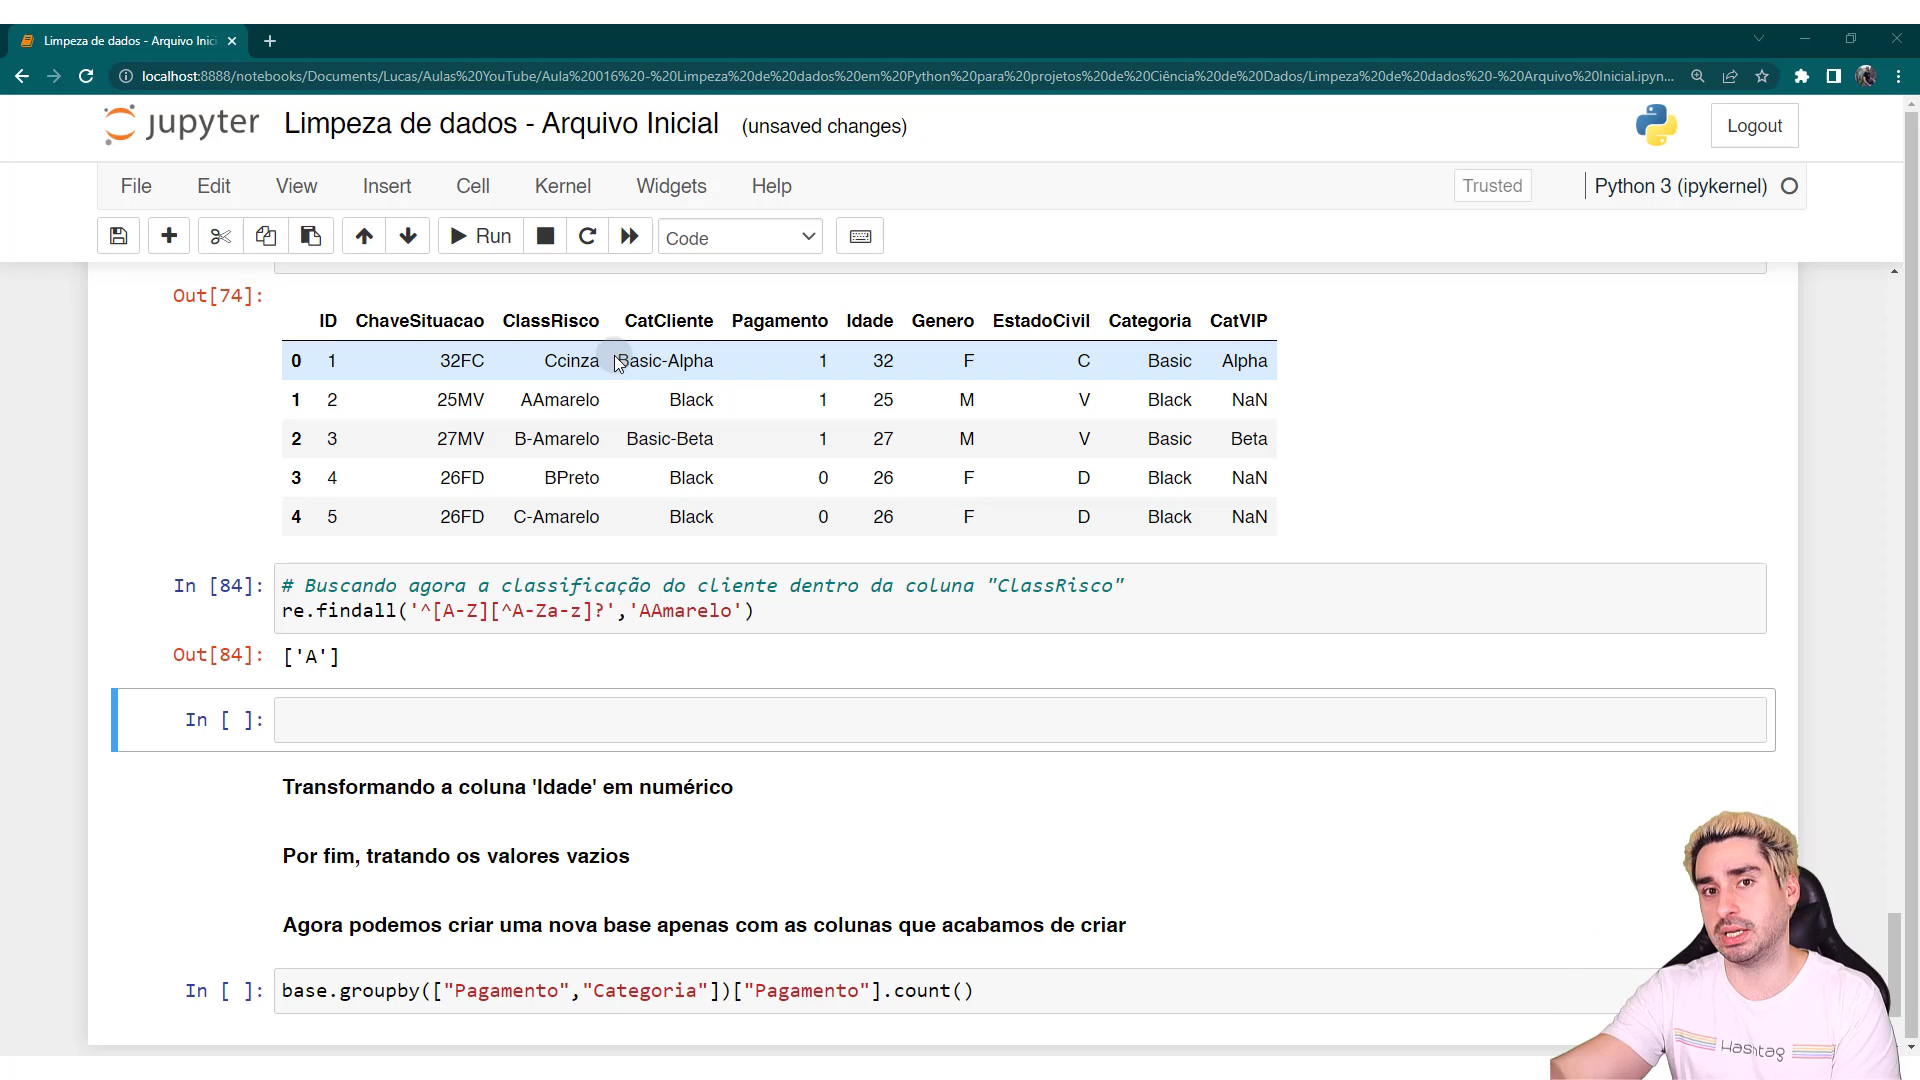 Limpeza de dados - Arquivo Inici
localhost:8888/notebooks/Documents/Lucas/Aulas%20YouTube/Aula%20016%20-%20Limpeza%20de%20dados%20em%20Python%20para%20projetos%20de%20Ciência%20de%20Dados/Limpeza%20de%20dados%20-%20Arquivo%20Inicial.ipyn...
jupyter Limpeza de dados - Arquivo Inicial (unsaved changes)
Logout
File Edit View Insert Cell Kernel Widgets Help Trusted Python 3 (ipykernel)
Run Code
Out[74]:
ID ChaveSituacao ClassRisco CatCliente Pagamento Idade Genero EstadoCivil Categoria CatVIP
0 1 32FC Ccinza Basic-Alpha 1 32 F C Basic Alpha
1 2 25MV AAmarelo Black 1 25 M V Black NaN
2 3 27MV B-Amarelo Basic-Beta 1 27 M V Basic Beta
3 4 26FD BPreto Black 0 26 F D Black NaN
4 5 26FD C-Amarelo Black 0 26 F D Black NaN
In [84]: # Buscando agora a classificação do cliente dentro da coluna "ClassRisco"
re.findall('^[A-Z][^A-Za-z]?','AAmarelo')
Out[84]: ['A']
In [ ]:
Transformando a coluna 'Idade' em numérico
Por fim, tratando os valores vazios
Agora podemos criar uma nova base apenas com as colunas que acabamos de criar
In [ ]: base.groupby(["Pagamento","Categoria"])["Pagamento"].count()
Hashtag